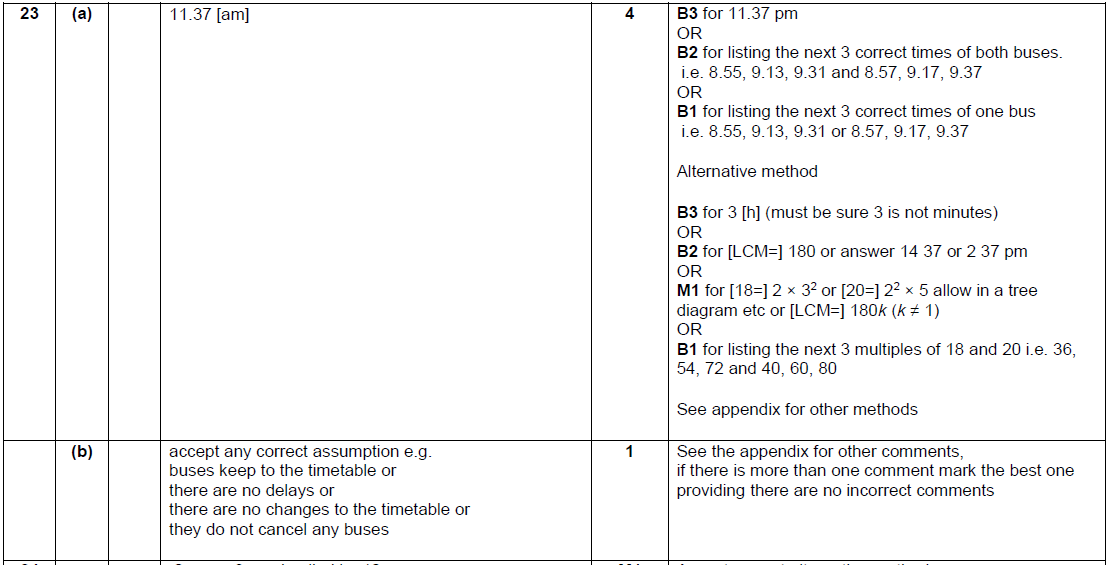 23 (a) 11.37 [am] 4 B3 for 11.37 pm
OR
B2 for listing the next 3 correct times of both buses.
i.e. 8.55, 9.13, 9.31 and 8.57, 9.17, 9.37
OR
B1 for listing the next 3 correct times of one bus
i.e. 8.55, 9.13, 9.31 or 8.57, 9.17, 9.37
Alternative method
B3 for 3 [h] (must be sure 3 is not minutes)
OR
B2 for [LCM=] 180 or answer 14 37 or 2 37 pm
OR
M1 for [18=] 2 × 3² or [20=] 2² × 5 allow in a tree
diagram etc or [LCM=] 180k (k ≠ 1)
OR
B1 for listing the next 3 multiples of 18 and 20 i.e. 36,
54, 72 and 40, 60, 80
See appendix for other methods
(b) accept any correct assumption e.g. 1 See the appendix for other comments,
buses keep to the timetable or if there is more than one comment mark the best one
there are no delays or providing there are no incorrect comments
there are no changes to the timetable or
they do not cancel any buses